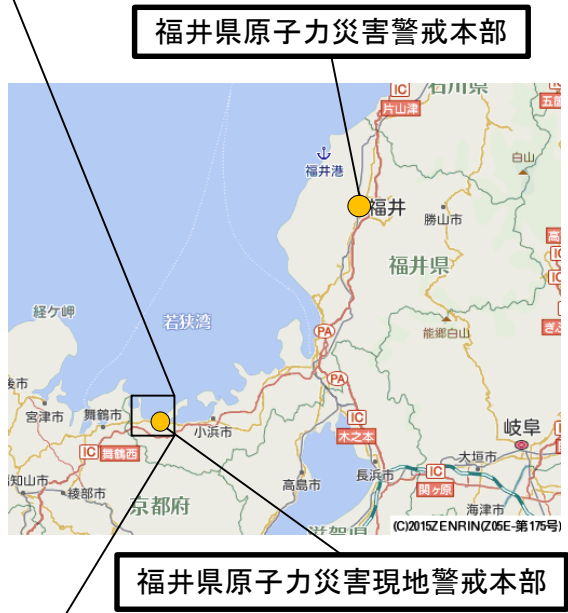 福井県原子力災害警戒本部
石川県
IC
片山津
IC
白山
福井港
福井
勝山市
福井県
経ケ岬
若狭湾
能郷白山
PA
PA
宮津市
舞鶴市
小浜市
IC
木之本
岐阜
IC
舞鶴西
高島市
長浜市
大垣市
IC
関ヶ原
綾部市
京都府
海津市
滋賀県
(C)2015ZENRIN(Z05E-第175号)
福井県原子力災害現地警戒本部